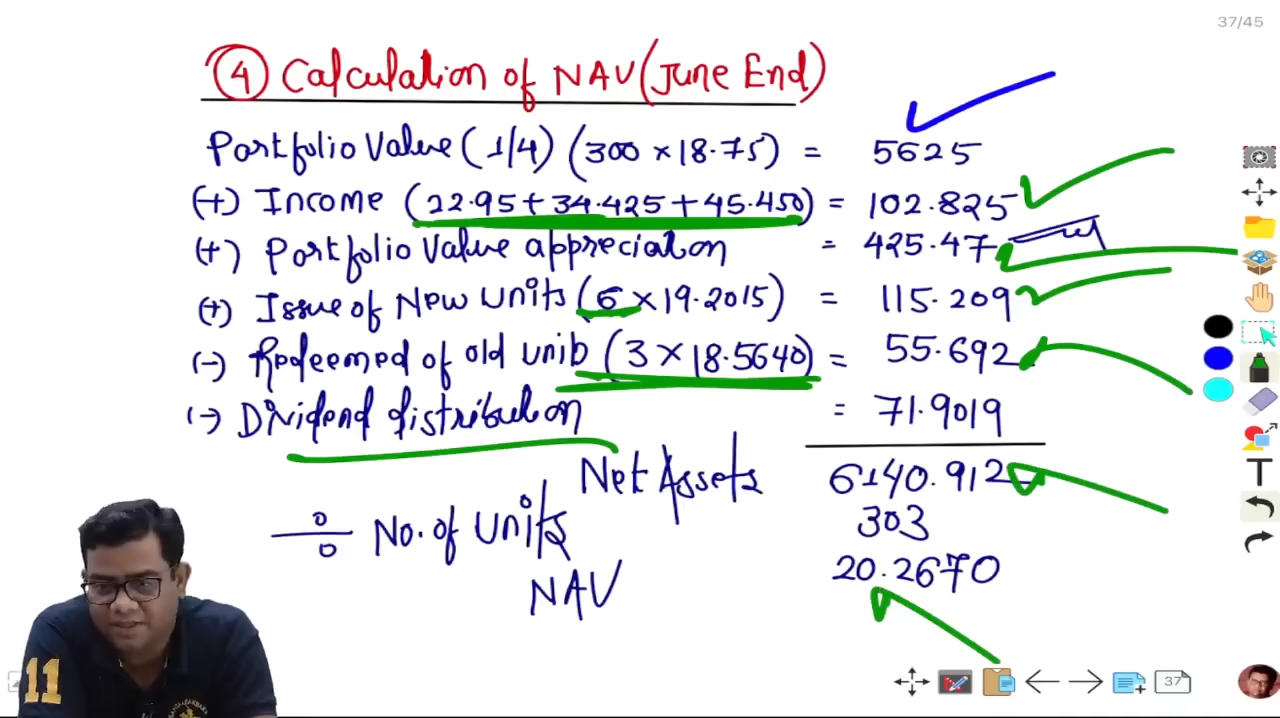 37/45
④ Calculation of NAV (June End)
Portfolio Value (1/4) (300 × 18.75) = 5625
(+) Income (22.95 + 34.425 + 45.450) = 102.825
(+) Portfolio Value appreciation = 425.47
(+) Issue of New Units (6 × 19.2015) = 115.209
(-) Redeemed of old unib (3 × 18.5640) = 55.692
(-) Dividend distribution = 71.9019
Net Assets 6140.912
÷ No. of Units 303
NAV 20.2670
11
T
37